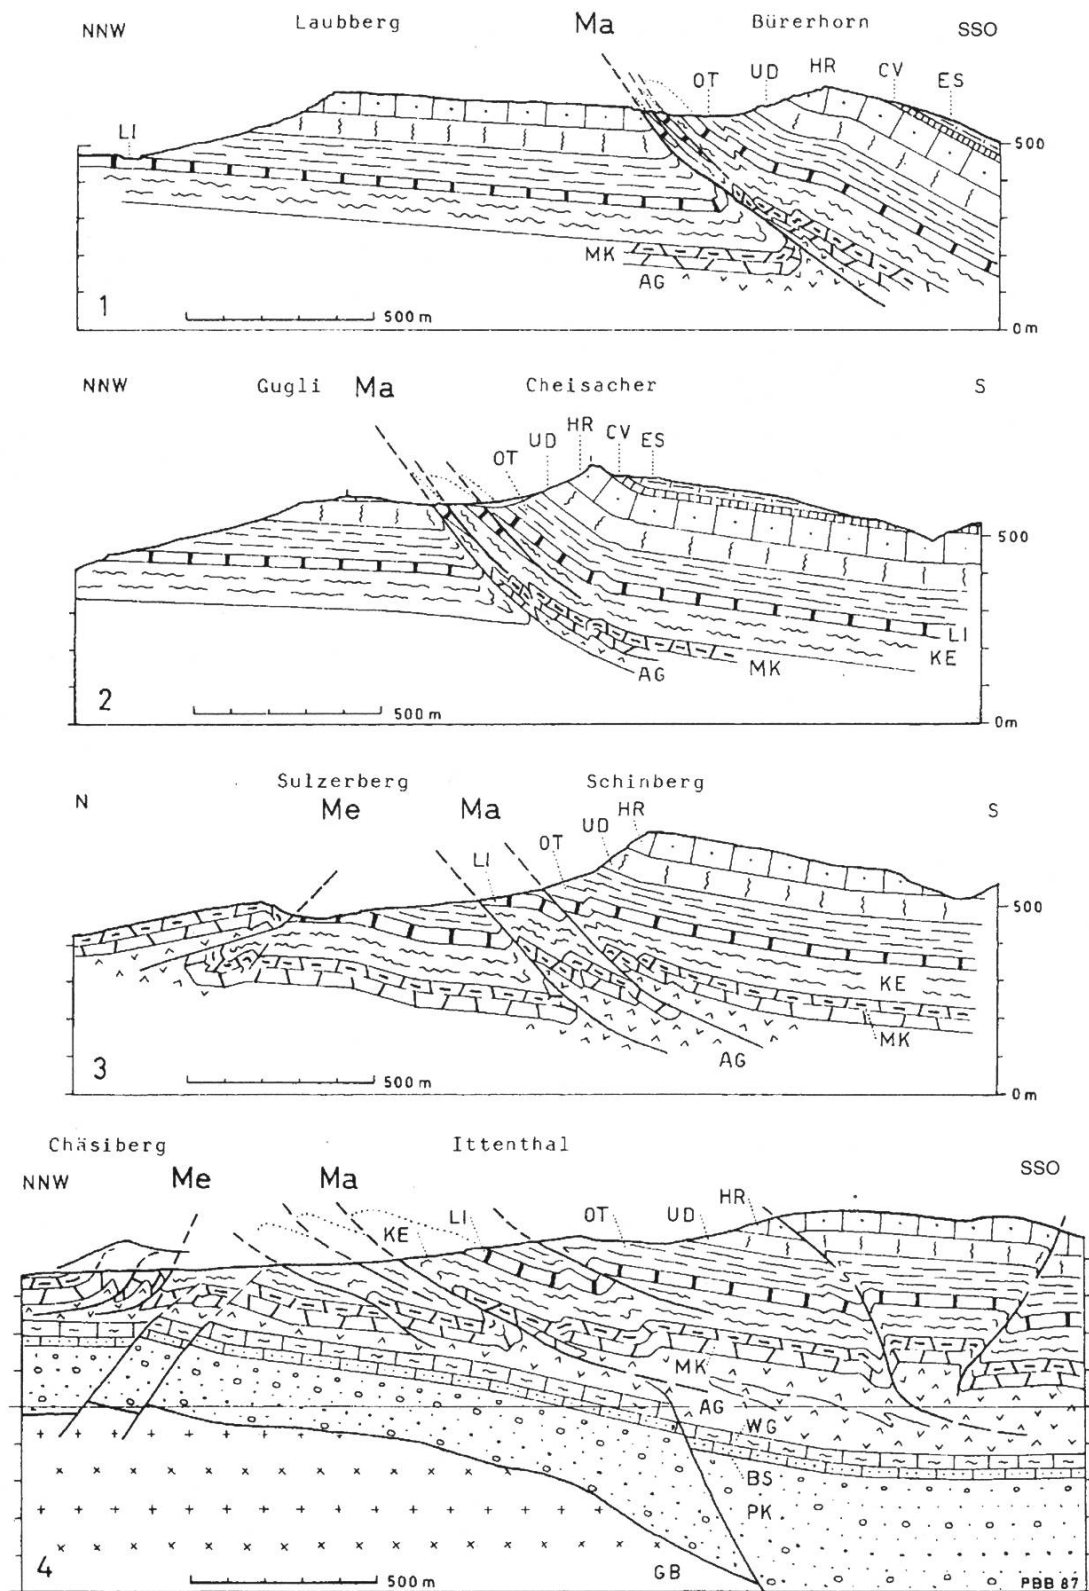 NNW Laubberg Ma Bürerhorn SSO
OT UD HR CV ES
LI
500
MK
AG
1
500 m
0 m
NNW Gugli Ma Cheisacher S
OT UD HR CV ES
500
LI
KE
MK
AG
2
500 m
0 m
Sulzerberg Schinberg
N Me Ma S
HR
UD
OT
LI
500
KE
MK
AG
3
500 m
0 m
Chäsiberg Ittenthal
NNW Me Ma SSO
HR
KE LI OT UD
MK
AG
WG
BS
PK
GB
4
500 m
PBB 87